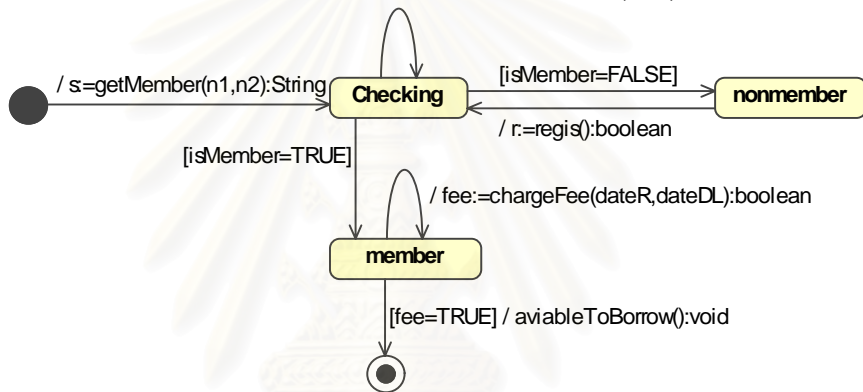 / s:=getMember(n1,n2):String
Checking
[isMember=FALSE]
nonmember
/ r:=regis():boolean
[isMember=TRUE]
/ fee:=chargeFee(dateR,dateDL):boolean
member
[fee=TRUE] / aviableToBorrow():void